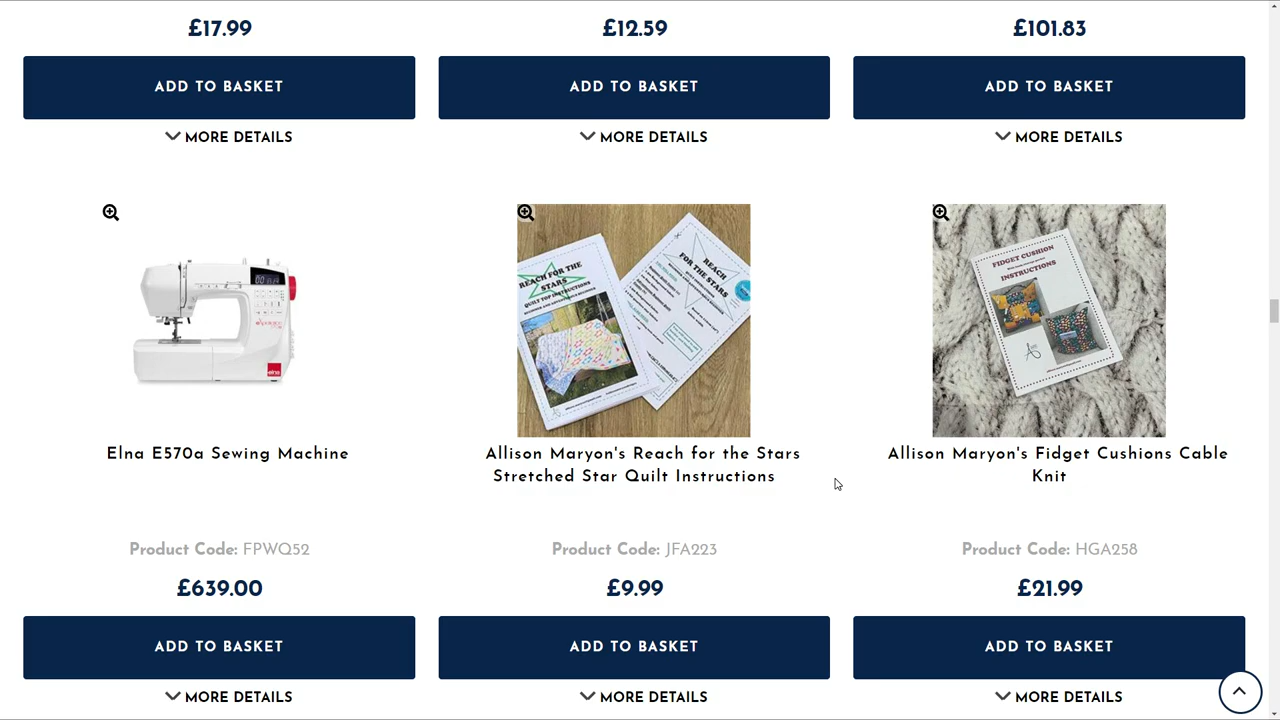 £17.99
£12.59
£101.83
ADD TO BASKET
ADD TO BASKET
ADD TO BASKET
MORE DETAILS
MORE DETAILS
MORE DETAILS
elna
REACH FOR THE
STARS
QUILT TOP INSTRUCTIONS
REACH
FOR THE STARS
FIDGET CUSHION
INSTRUCTIONS
Elna E570a Sewing Machine
Allison Maryon's Reach for the Stars
Stretched Star Quilt Instructions
Allison Maryon's Fidget Cushions Cable
Knit
Product Code: FPWQ52
Product Code: JFA223
Product Code: HGA258
£639.00
£9.99
£21.99
ADD TO BASKET
ADD TO BASKET
ADD TO BASKET
MORE DETAILS
MORE DETAILS
MORE DETAILS